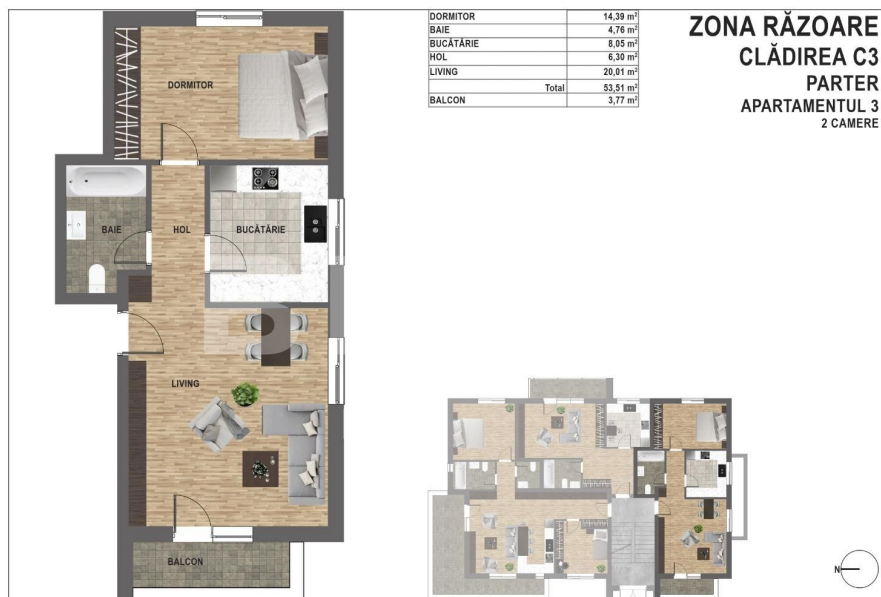 DORMITOR 14,39 m²
BAIE 4,76 m²
BUCĂTĂRIE 8,05 m²
HOL 6,30 m²
LIVING 20,01 m²
Total 53,51 m²
BALCON 3,77 m²
ZONA RĂZOARE
CLĂDIREA C3
PARTER
APARTAMENTUL 3
2 CAMERE
DORMITOR
BAIE
HOL
BUCĂTĂRIE
LIVING
BALCON
N